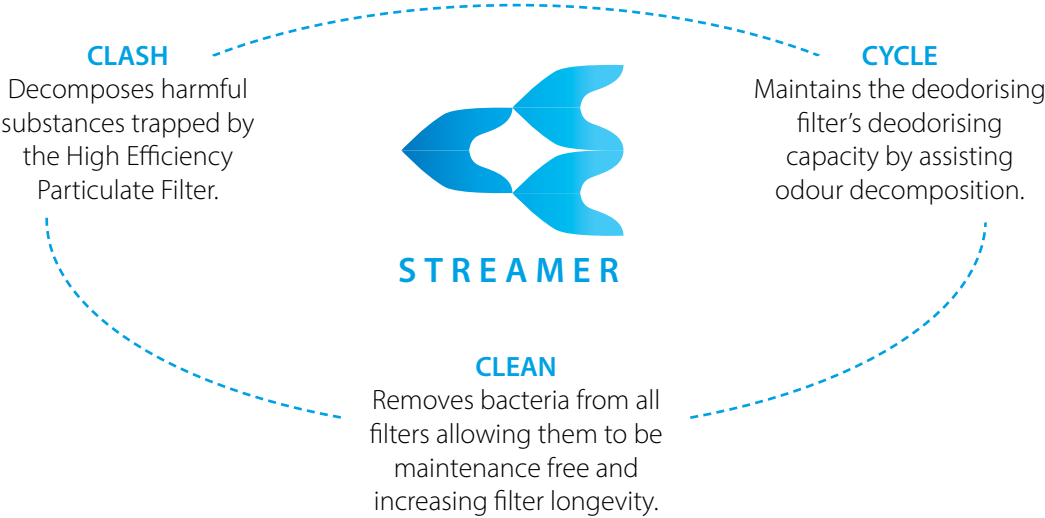 CLASH
Decomposes harmful
substances trapped by
the High Efficiency
Particulate Filter.
CYCLE
Maintains the deodorising
filter’s deodorising
capacity by assisting
odour decomposition.
STREAMER
CLEAN
Removes bacteria from all
filters allowing them to be
maintenance free and
increasing filter longevity.